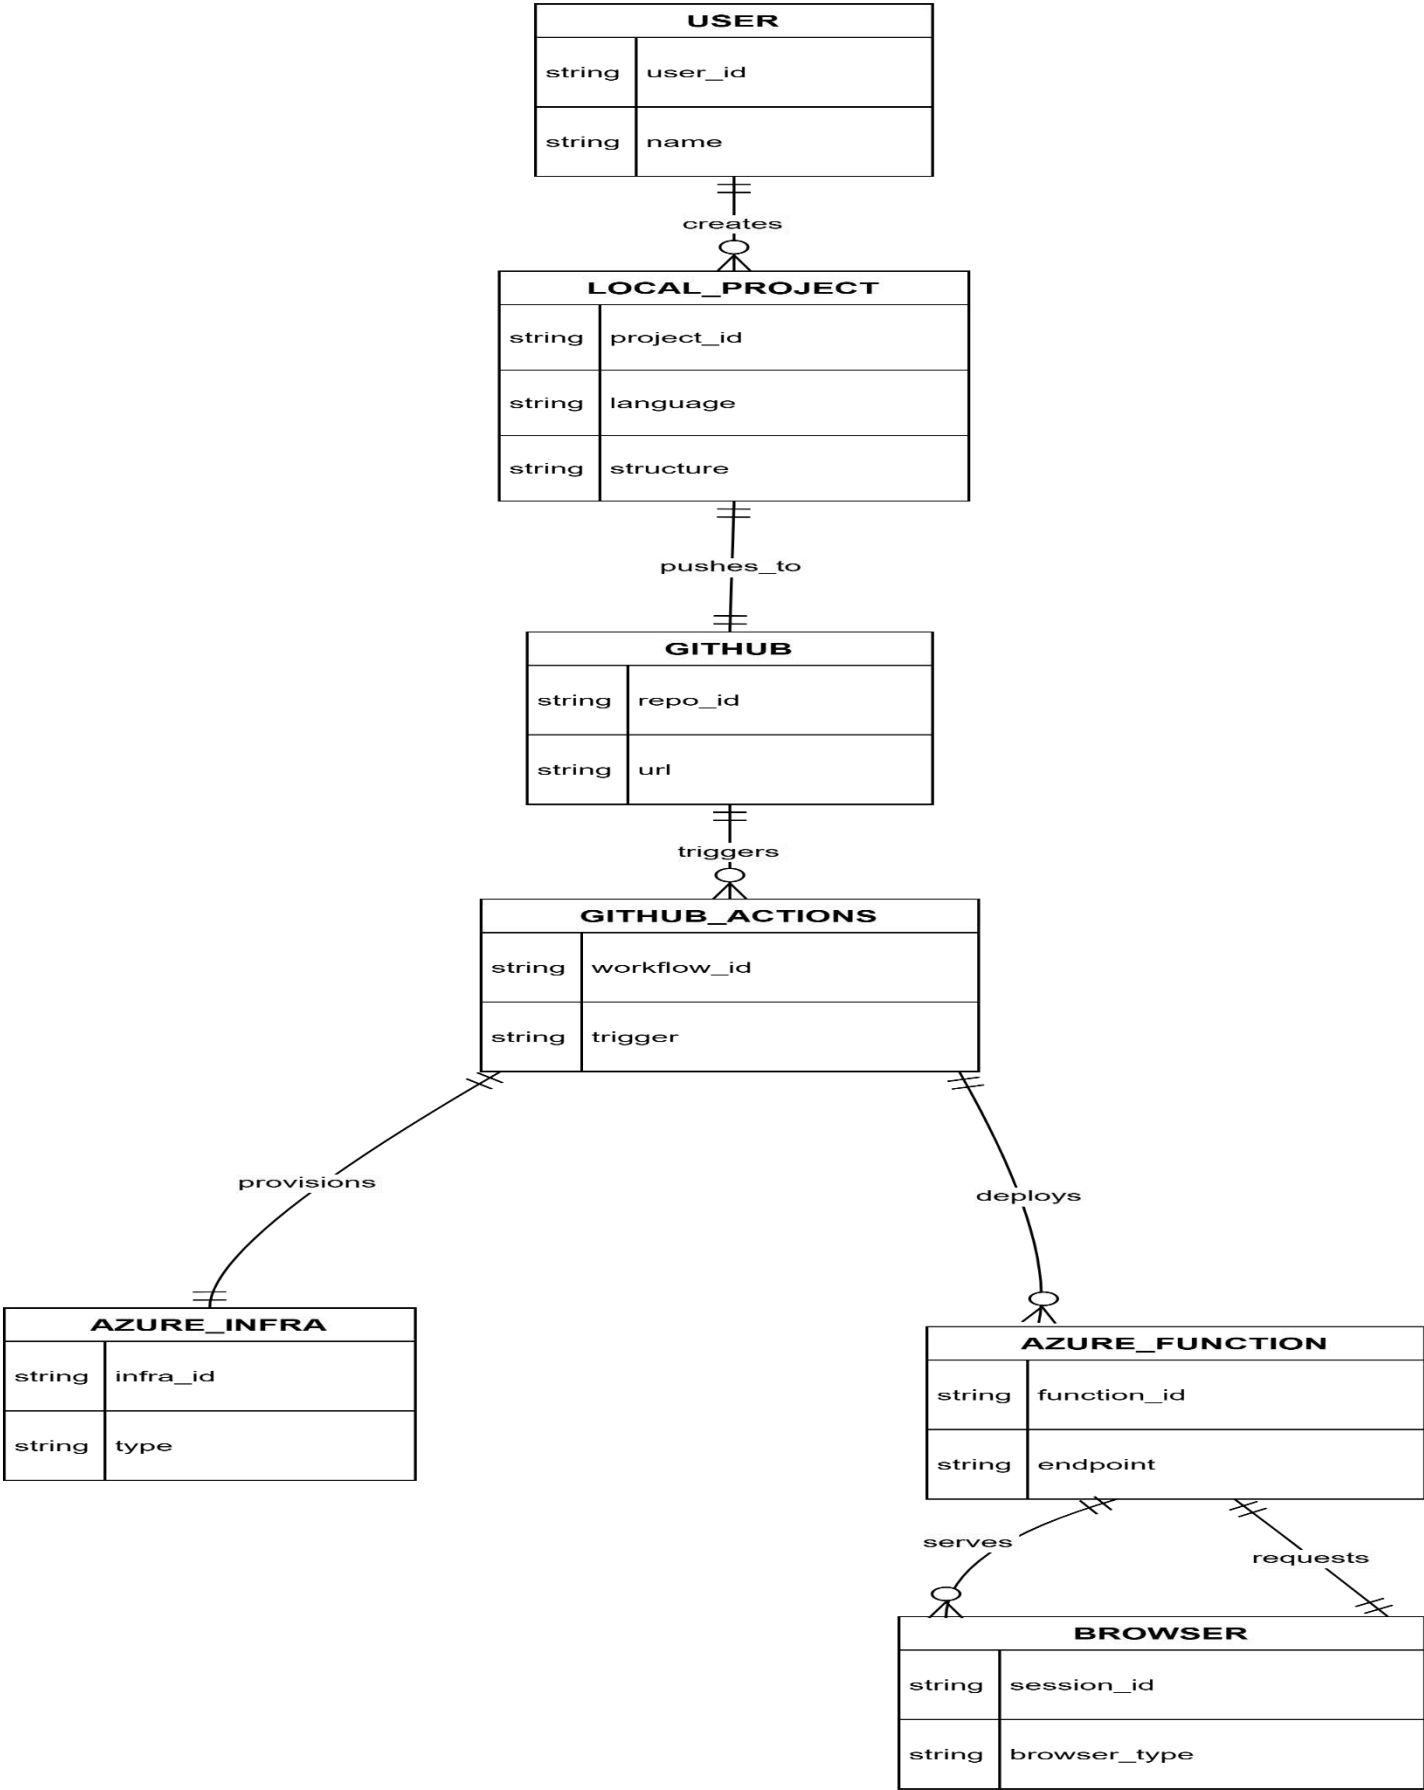 USER
string user_id
string name
creates
LOCAL_PROJECT
string project_id
string language
string structure
pushes_to
GITHUB
string repo_id
string url
triggers
GITHUB_ACTIONS
string workflow_id
string trigger
provisions
deploys
AZURE_INFRA
string infra_id
string type
AZURE_FUNCTION
string function_id
string endpoint
serves
requests
BROWSER
string session_id
string browser_type